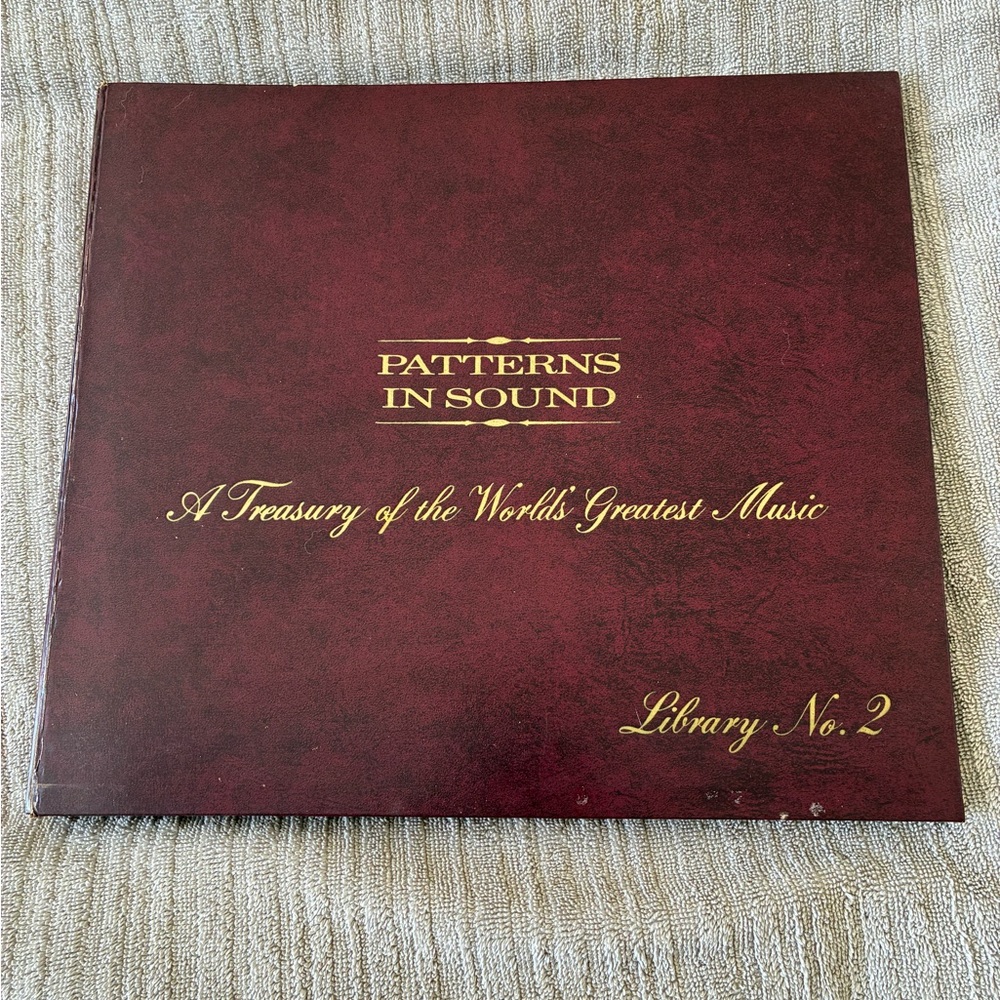 PATTERNS
IN SOUND
A Treasury of the World's Greatest Music
Library No. 2